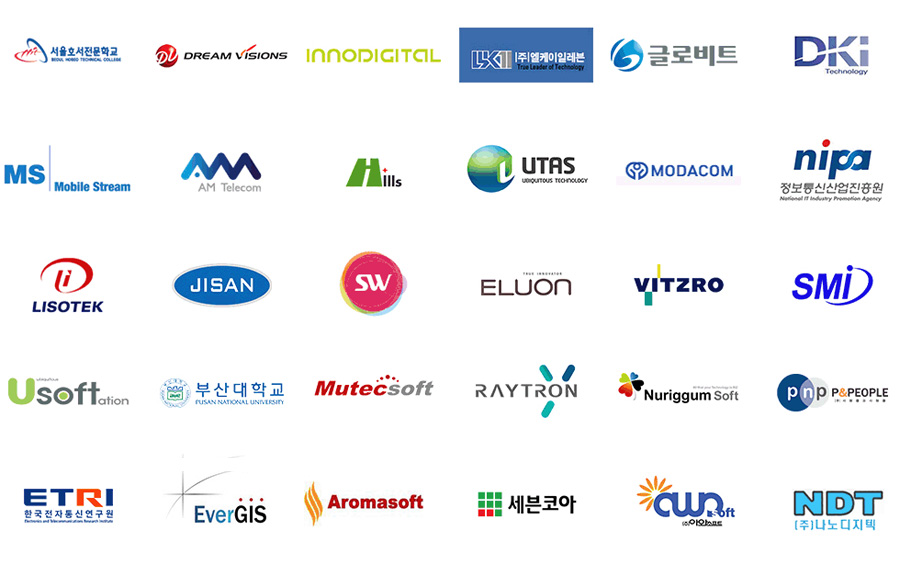 서울호서전문학교
SEOUL HOSEO TECHNICAL COLLEGE
DREAM VISIONS
INNODIGITAL
LK11 (주)엘케이일레븐
True Leader of Technology
글로비트
DKi
Technology
MS
Mobile Stream
AM Telecom
Hills
UTAS
UBIQUITOUS TECHNOLOGY
MODACOM
nipa
정보통신산업진흥원
National IT Industry Promotion Agency
LISOTEK
JISAN
SW
TRUE INNOVATOR
ELUON
VITZRO
SMi
ubiquitous
Usoftation
부산대학교
PUSAN NATIONAL UNIVERSITY
Mutecsoft
RAYTRON
Nuriggum Soft
pnp P&PEOPLE
ETRI
한국전자통신연구원
Electronics and Telecommunications Research Institute
EverGIS
Aromasoft
세븐코아
soft
NDT
(주)나노디지텍